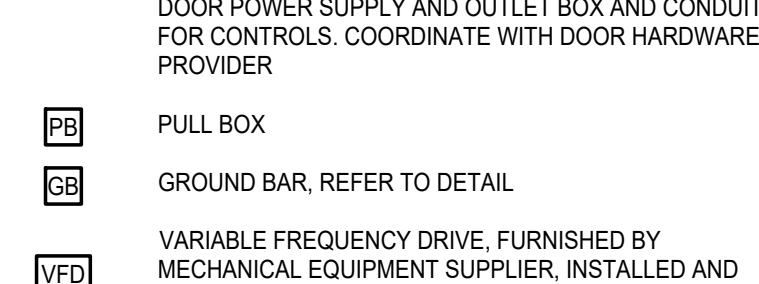 DOOR POWER SUPPLY AND OUTLET BOX AND CONDUIT
FOR CONTROLS. COORDINATE WITH DOOR HARDWARE
PROVIDER
PB PULL BOX
GB GROUND BAR, REFER TO DETAIL
VARIABLE FREQUENCY DRIVE, FURNISHED BY
VFD MECHANICAL EQUIPMENT SUPPLIER, INSTALLED AND